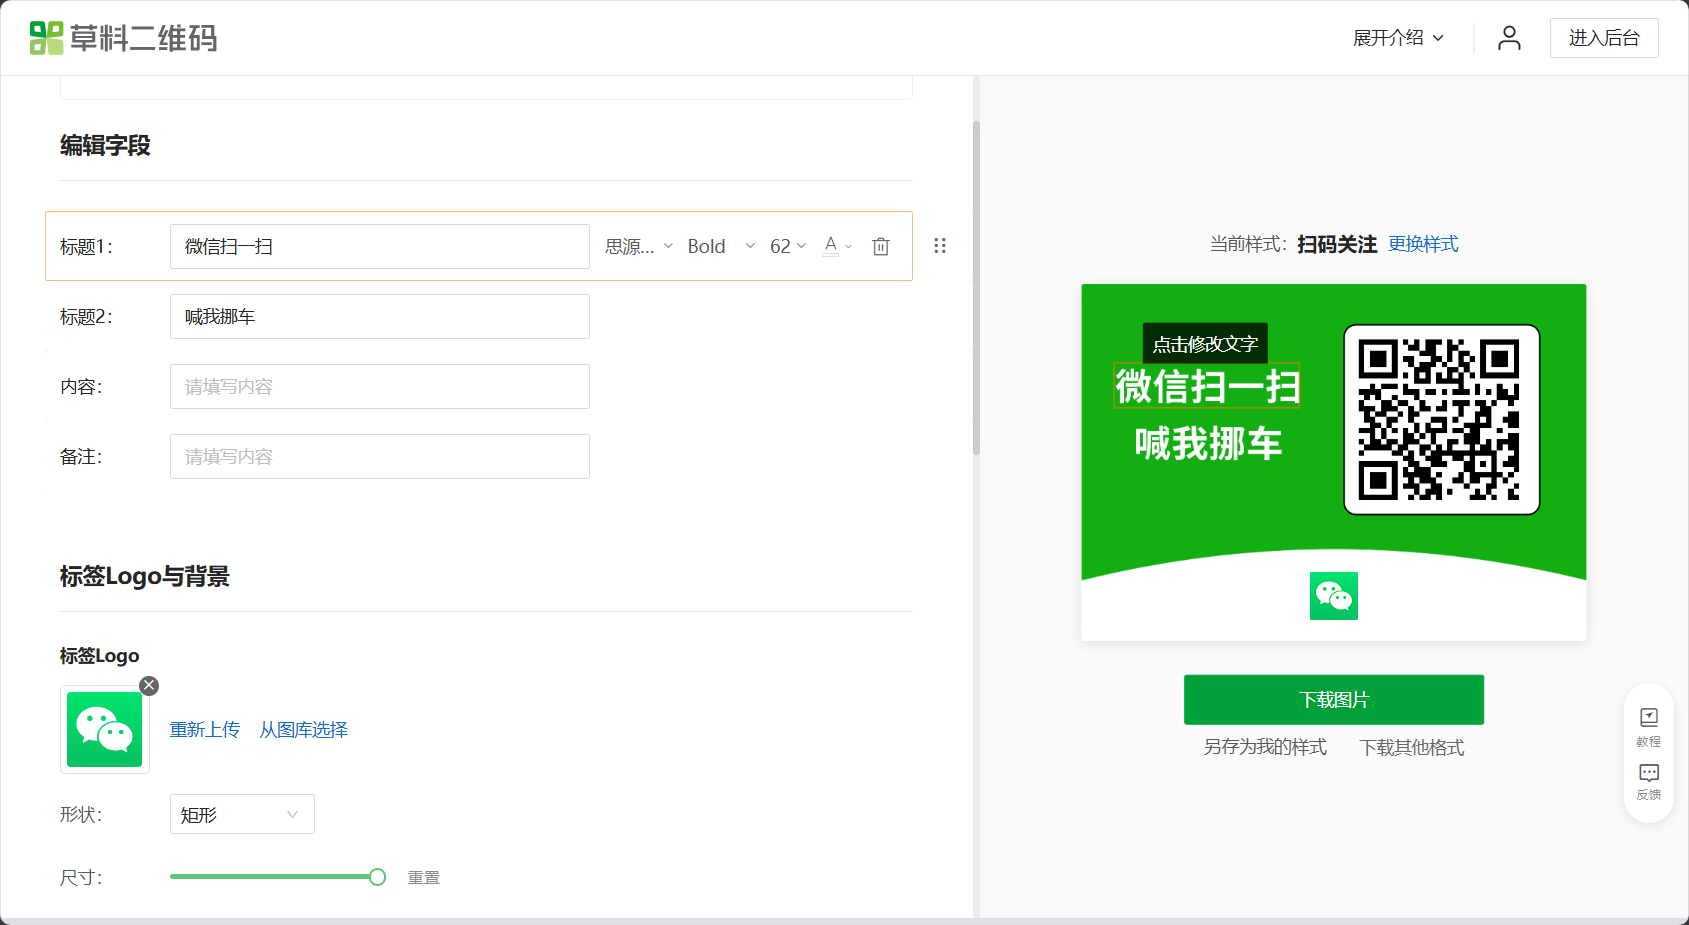 草料二维码
展开介绍
进入后台
编辑字段
标题1：
微信扫一扫
思源...
Bold
62
A
标题2：
喊我挪车
内容：
请填写内容
备注：
请填写内容
标签Logo与背景
标签Logo
重新上传
从图库选择
形状：
矩形
尺寸：
重置
当前样式：扫码关注 更换样式
点击修改文字
微信扫一扫
喊我挪车
下载图片
另存为我的样式
下载其他格式
教程
反馈